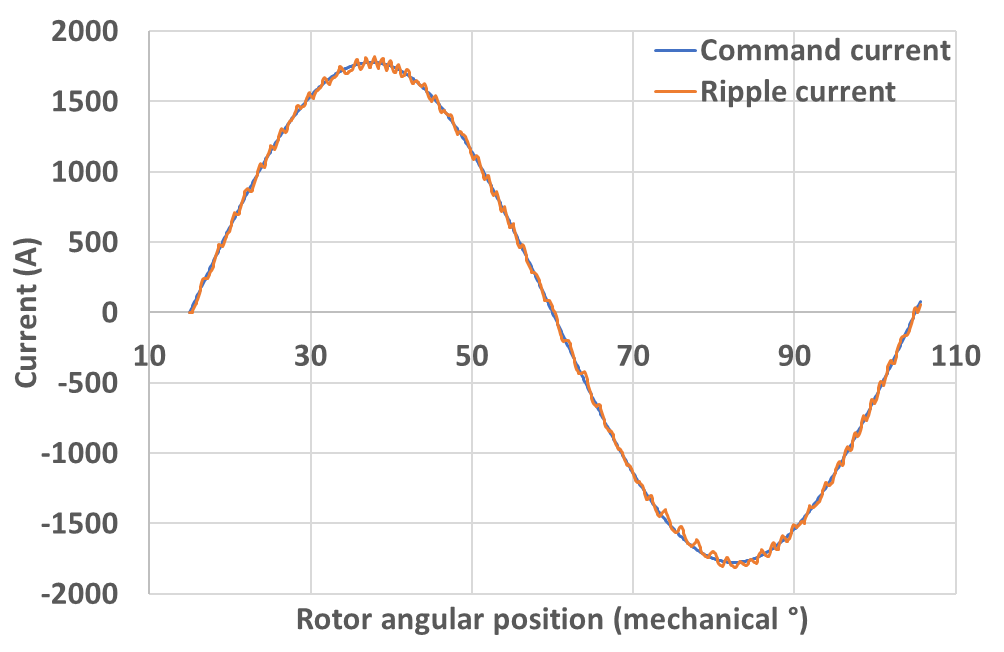 2000
Command current
1500
Ripple current
1000
500
0
10 30 50 70 90 110
-500
-1000
-1500
-2000
Current (A)
Rotor angular position (mechanical °)